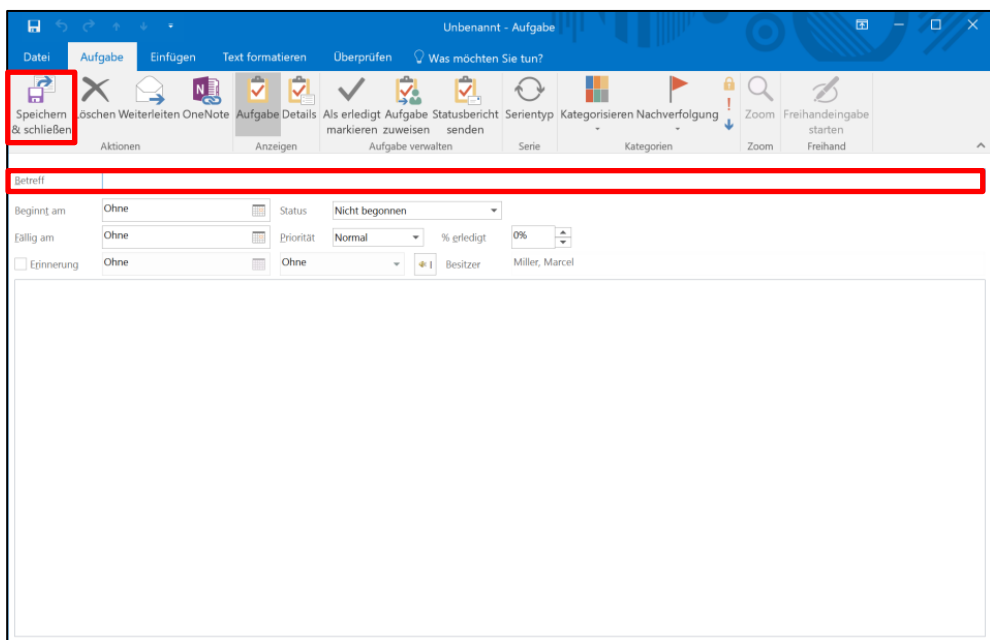 Unbenannt - Aufgabe
Datei Aufgabe Einfügen Text formatieren Überprüfen Was möchten Sie tun?
Speichern Löschen Weiterleiten OneNote Aufgabe Details Als erledigt Aufgabe Statusbericht Serientyp Kategorisieren Nachverfolgung Zoom Freihandeingabe
& schließen markieren zuweisen senden starten
Aktionen Anzeigen Aufgabe verwalten Serie Kategorien Zoom Freihand
Betreff
Beginnt am Ohne Status Nicht begonnen
Fällig am Ohne Priorität Normal % erledigt 0%
Erinnerung Ohne Ohne Besitzer Miller, Marcel